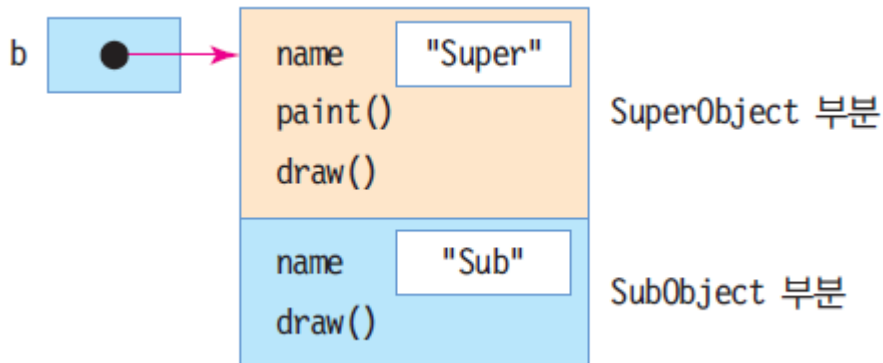 b
name "Super"
paint()
draw()
SuperObject 부분
name "Sub"
draw()
SubObject 부분